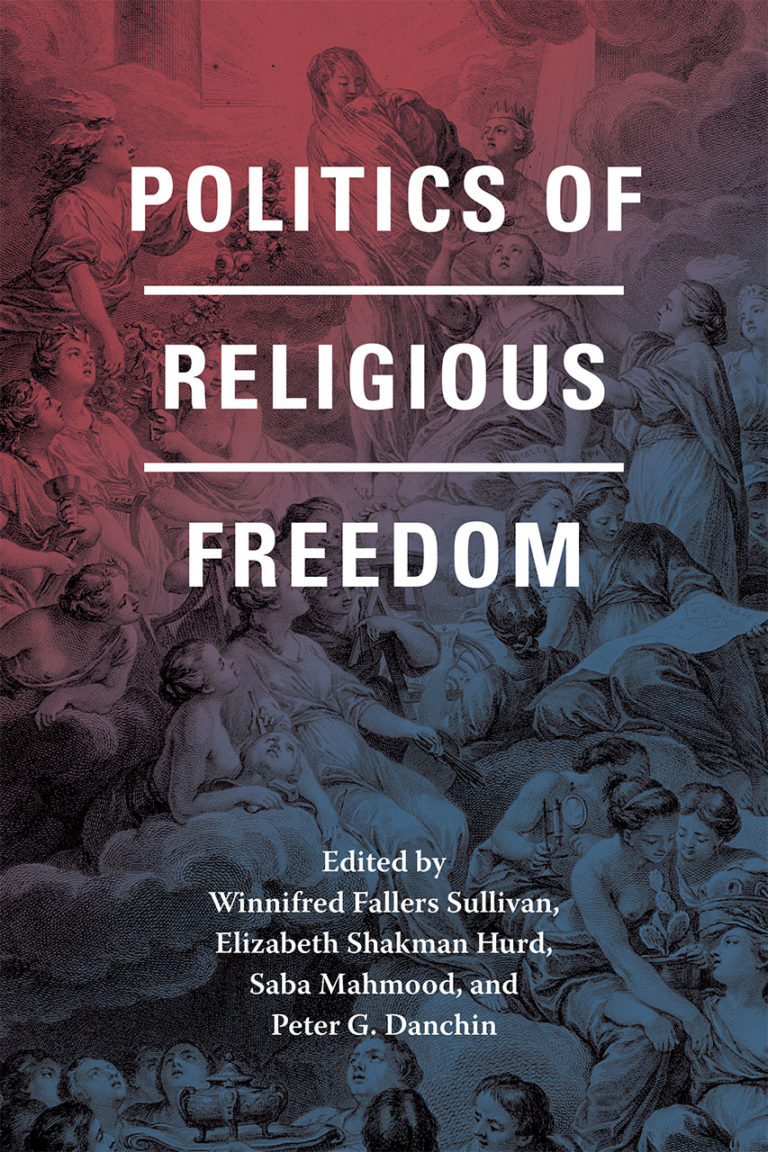 POLITICS OF
RELIGIOUS
FREEDOM
Edited by
Winnifred Fallers Sullivan,
Elizabeth Shakman Hurd,
Saba Mahmood, and
Peter G. Danchin